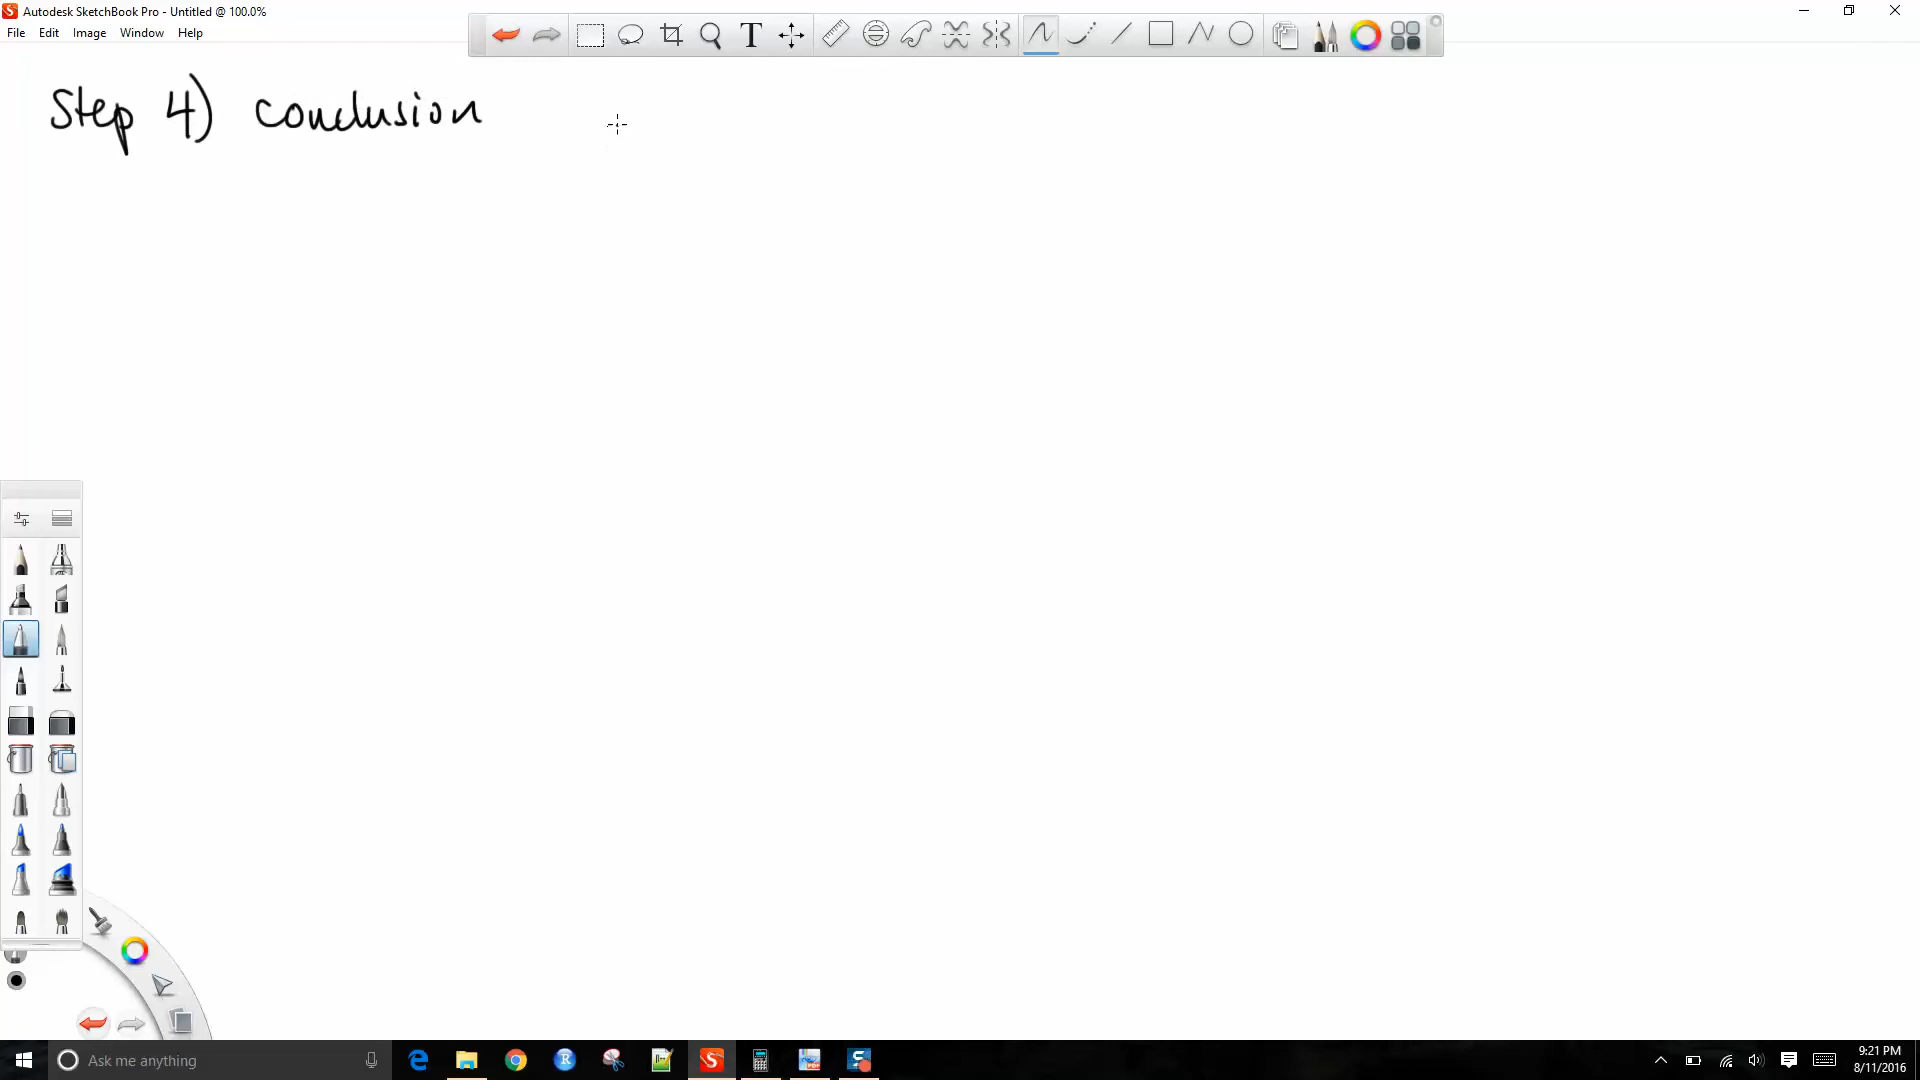 Autodesk SketchBook Pro - Untitled @ 100.0%
File Edit Image Window Help
T
Step 4) conclusion
Ask me anything
9:21 PM
8/11/2016